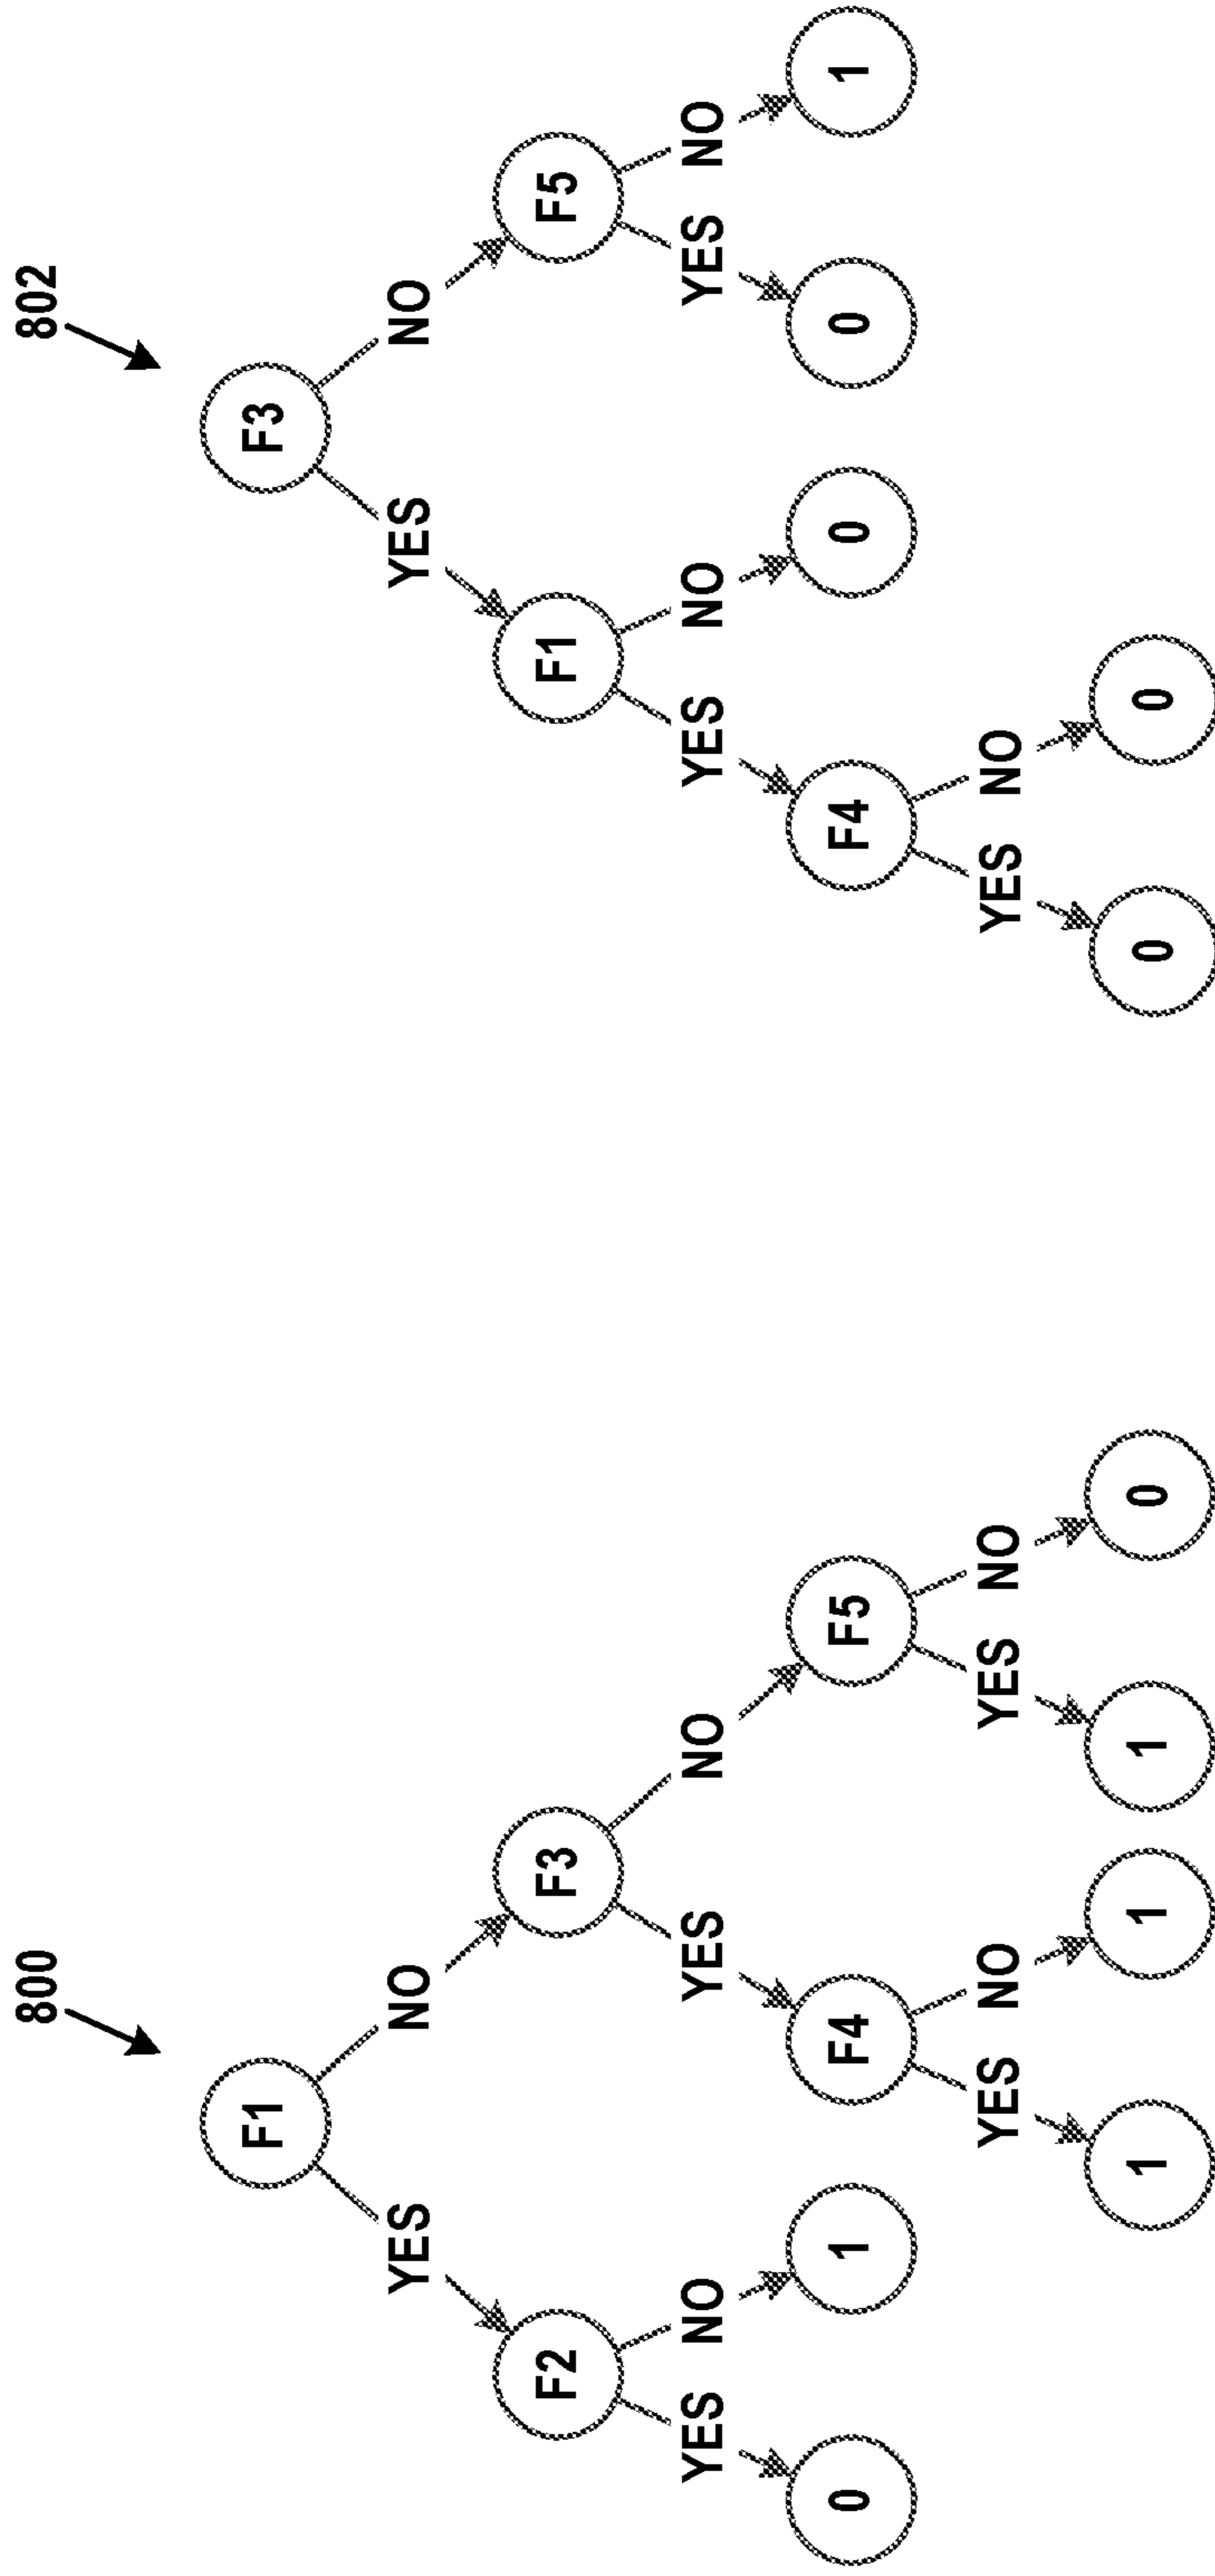 800
F1
YES NO
F2 F3
YES NO YES NO
0 1 F4 F5
YES NO YES NO
1 1 1 0
802
F3
YES NO
F1 F5
YES NO YES NO
F4 0 0 1
YES NO
0 0